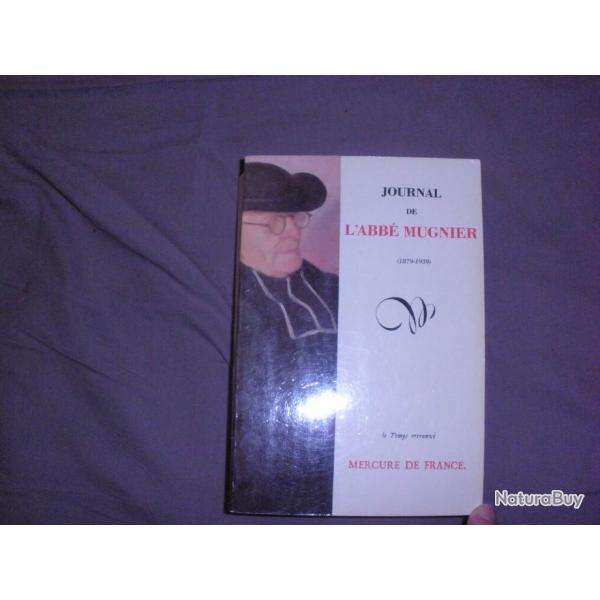 JOURNAL
DE
L'ABBÉ MUGNIER
(1879-1939)
le Temps retrouvé
MERCURE DE FRANCE.
NaturaBuy